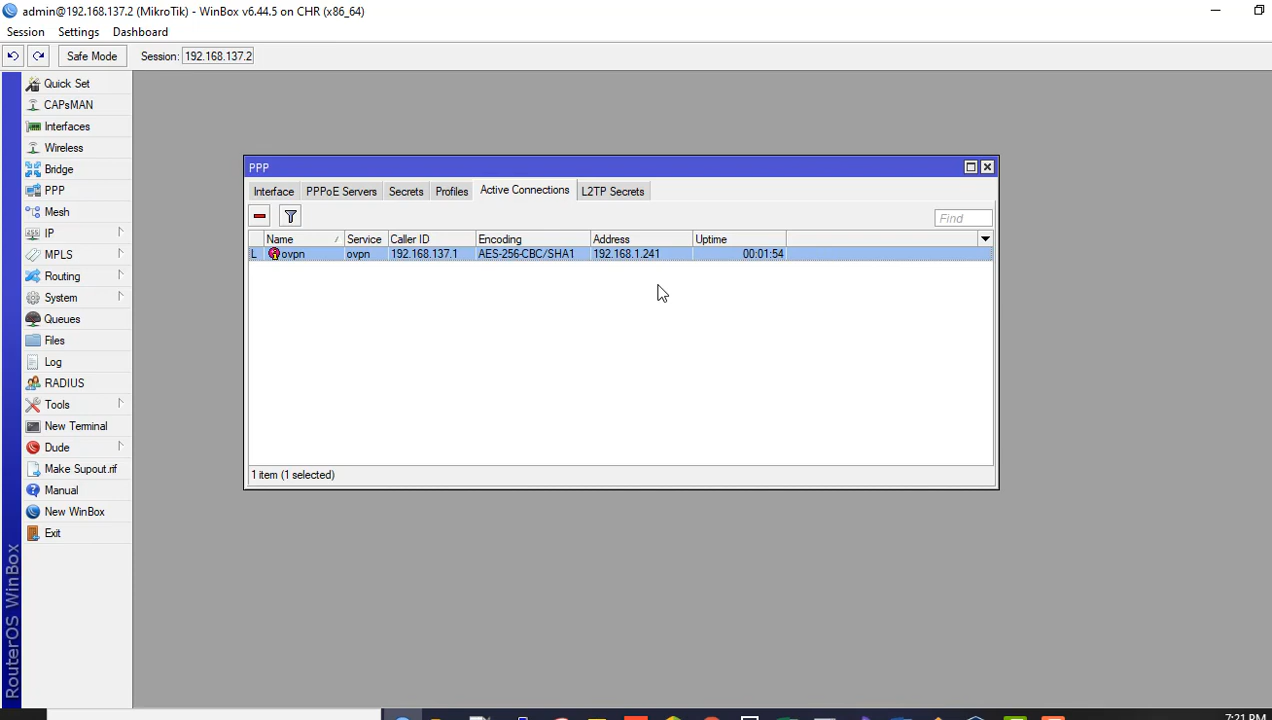 admin@192.168.137.2 (MikroTik) - WinBox v6.44.5 on CHR (x86_64)
Session Settings Dashboard
Safe Mode Session: 192.168.137.2
Quick Set
CAPsMAN
Interfaces
Wireless
Bridge
PPP
Mesh
IP
MPLS
Routing
System
Queues
Files
Log
RADIUS
Tools
New Terminal
Dude
Make Supout.rif
Manual
New WinBox
Exit
RouterOS WinBox
PPP
Interface PPPoE Servers Secrets Profiles Active Connections L2TP Secrets
Find
Name / Service Caller ID Encoding Address Uptime
L ovpn ovpn 192.168.137.1 AES-256-CBC/SHA1 192.168.1.241 00:01:54
1 item (1 selected)
7:21 PM